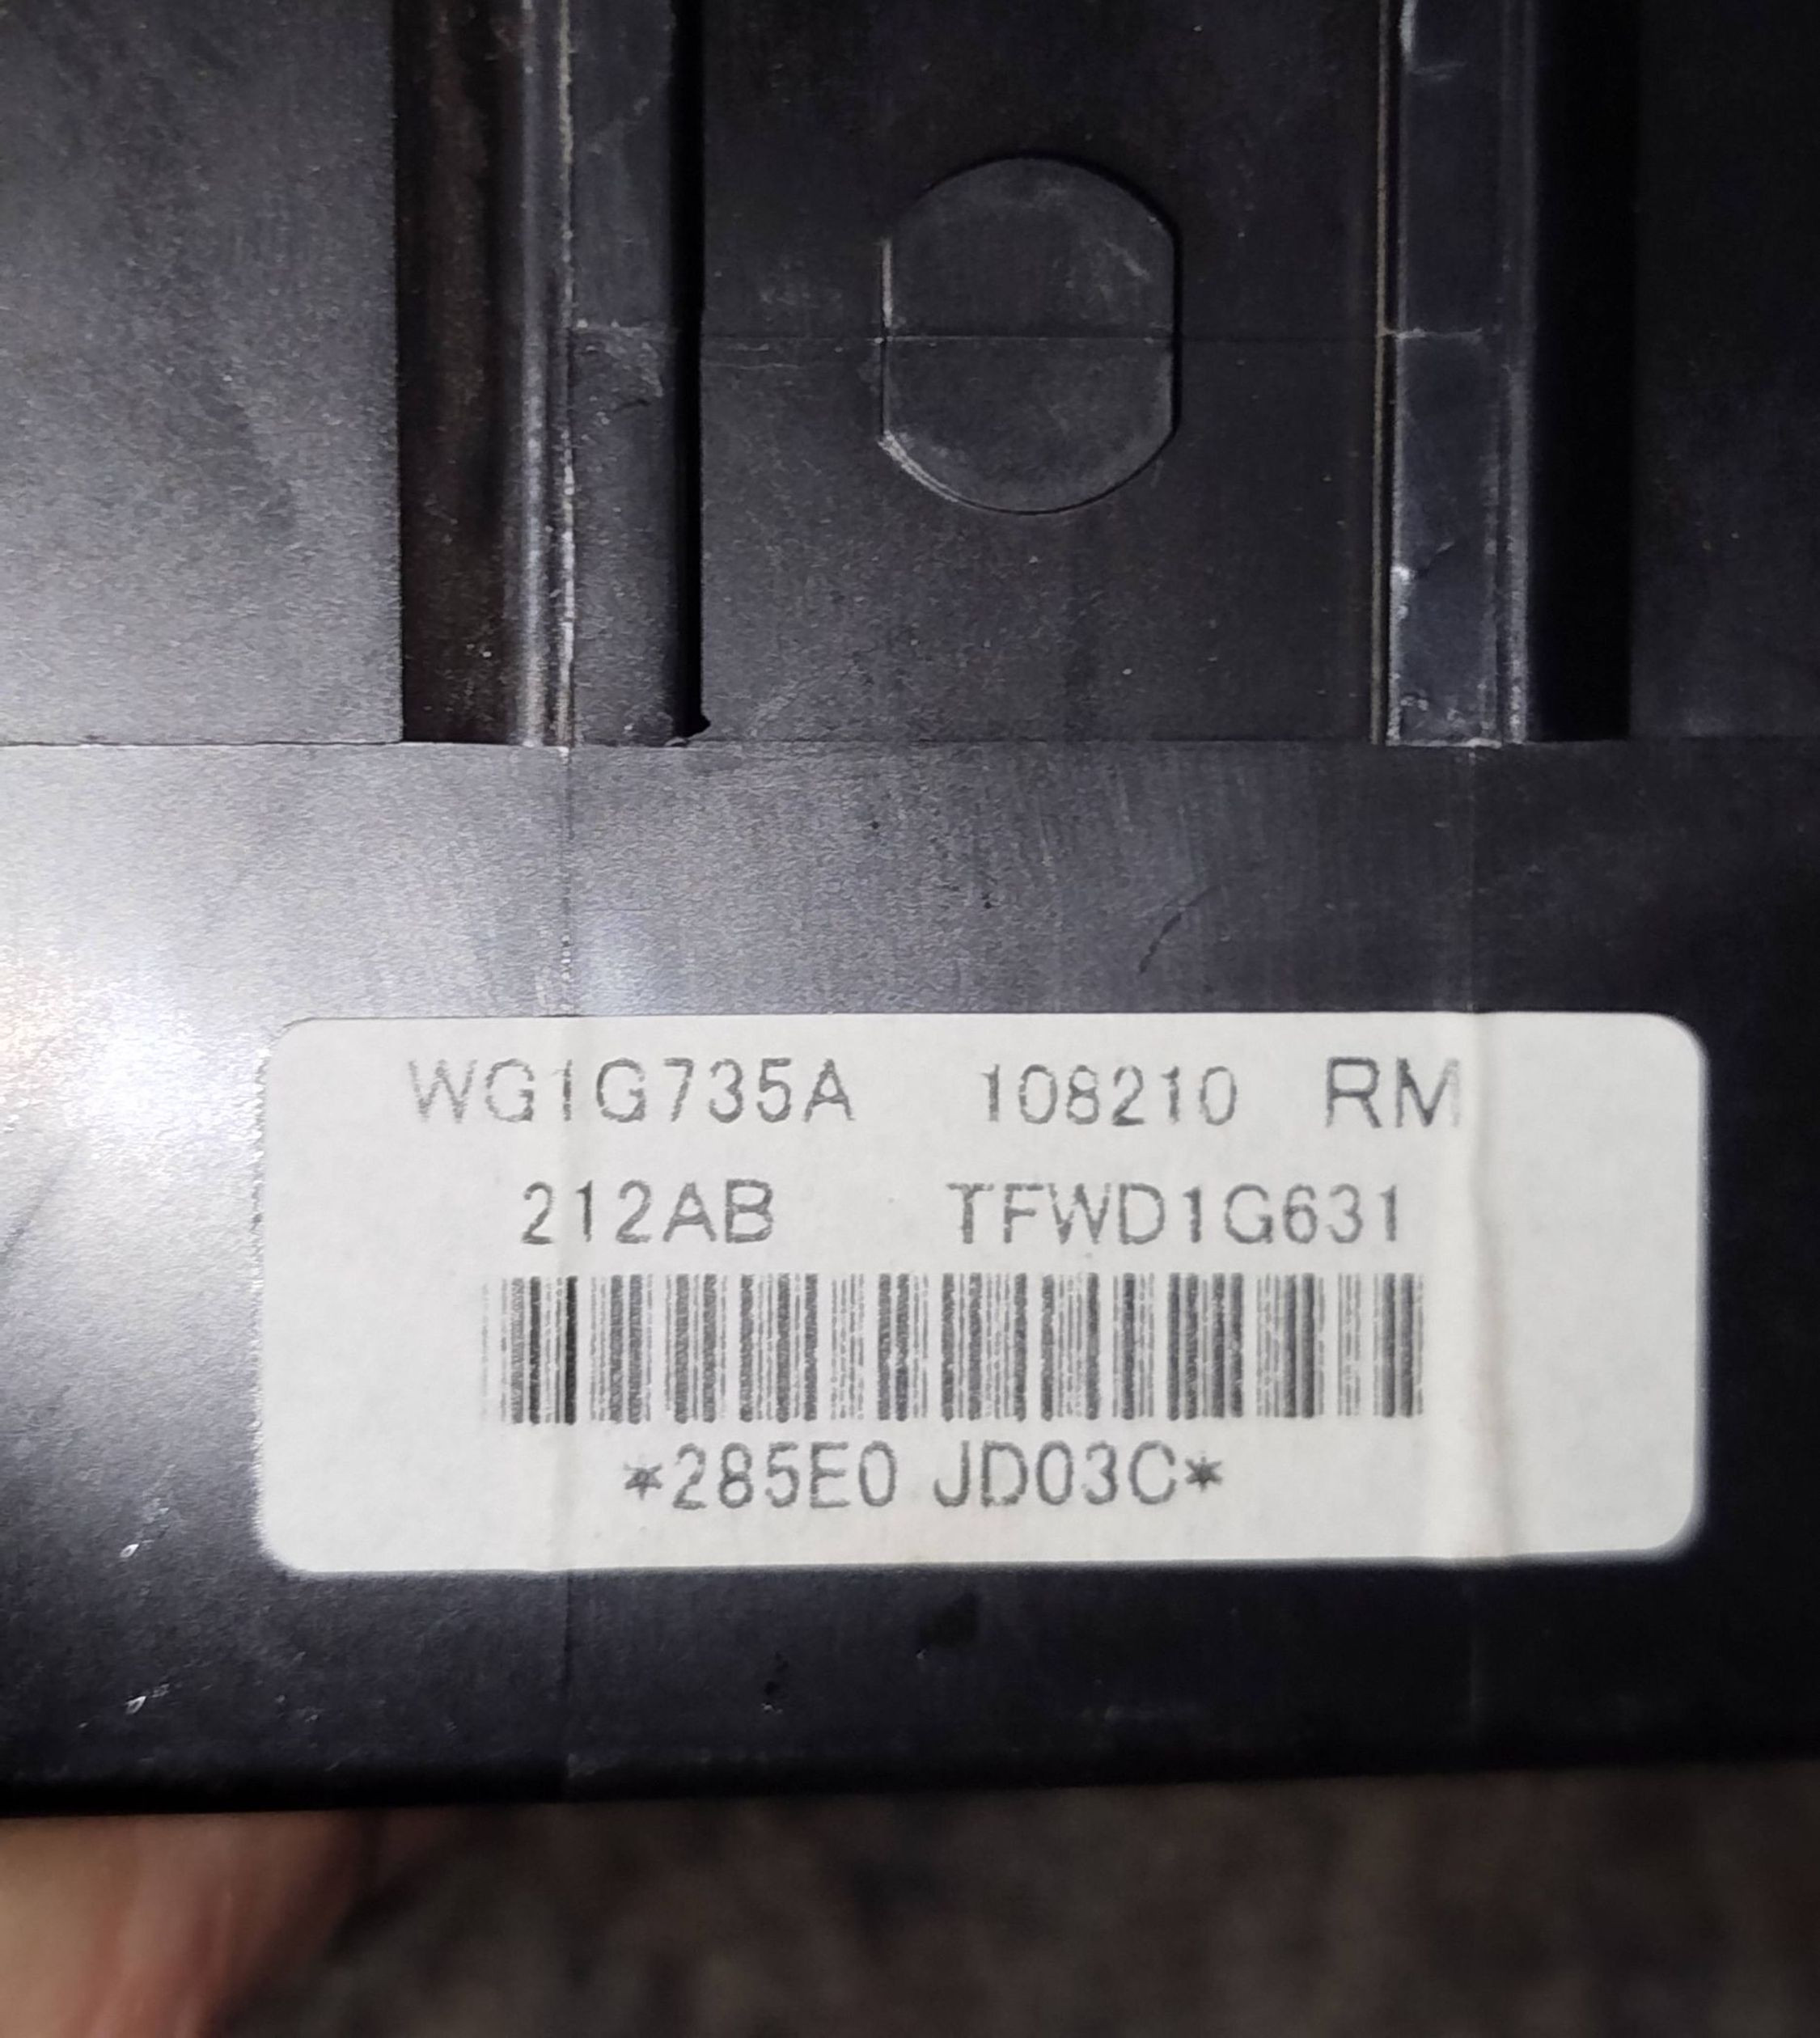 WG1G735A 108210 RM
212AB TFWD1G631
*285E0 JD03C*